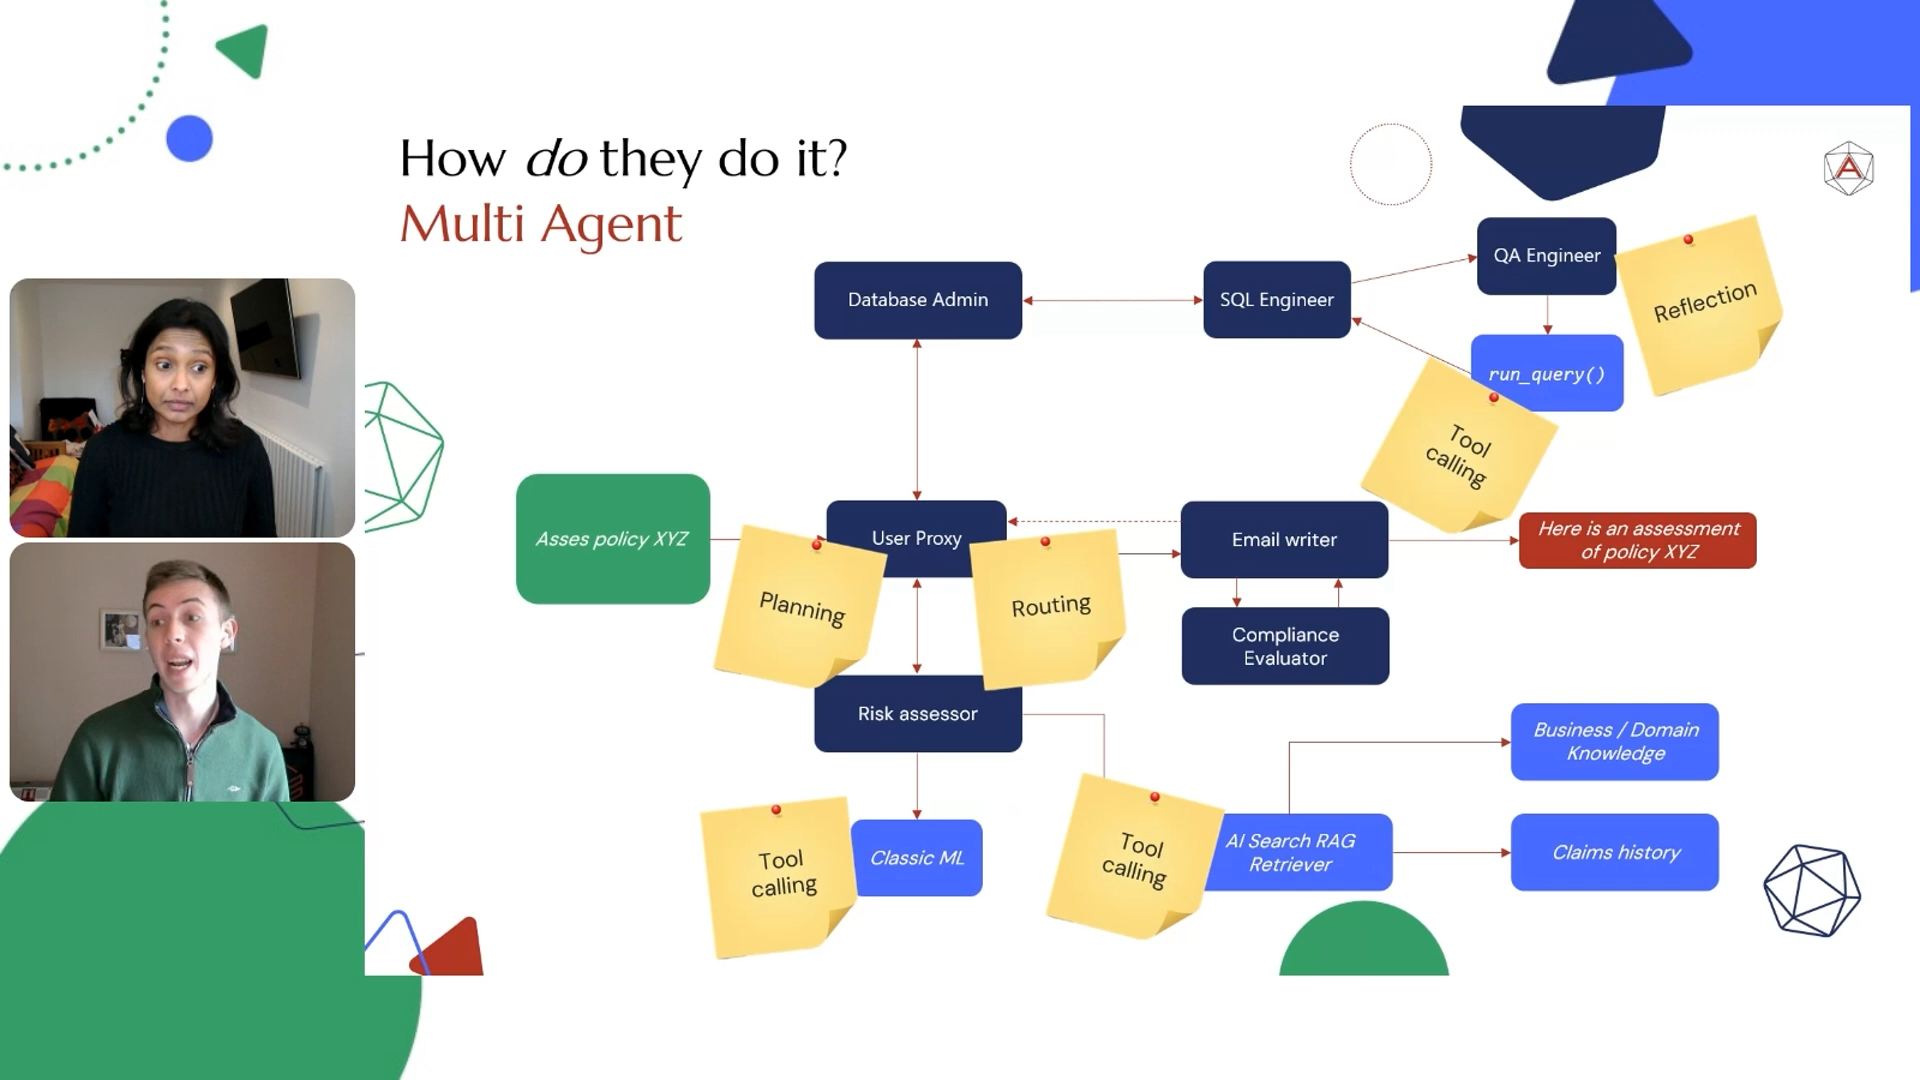 How do they do it?
Multi Agent
A
QA Engineer
Database Admin
SQL Engineer
Reflection
run_query()
Tool
calling
Asses policy XYZ
User Proxy
Email writer
Here is an assessment
of policy XYZ
Planning
Routing
Compliance
Evaluator
Risk assessor
Business / Domain
Knowledge
Tool
calling
Classic ML
Tool
calling
AI Search RAG
Retriever
Claims history